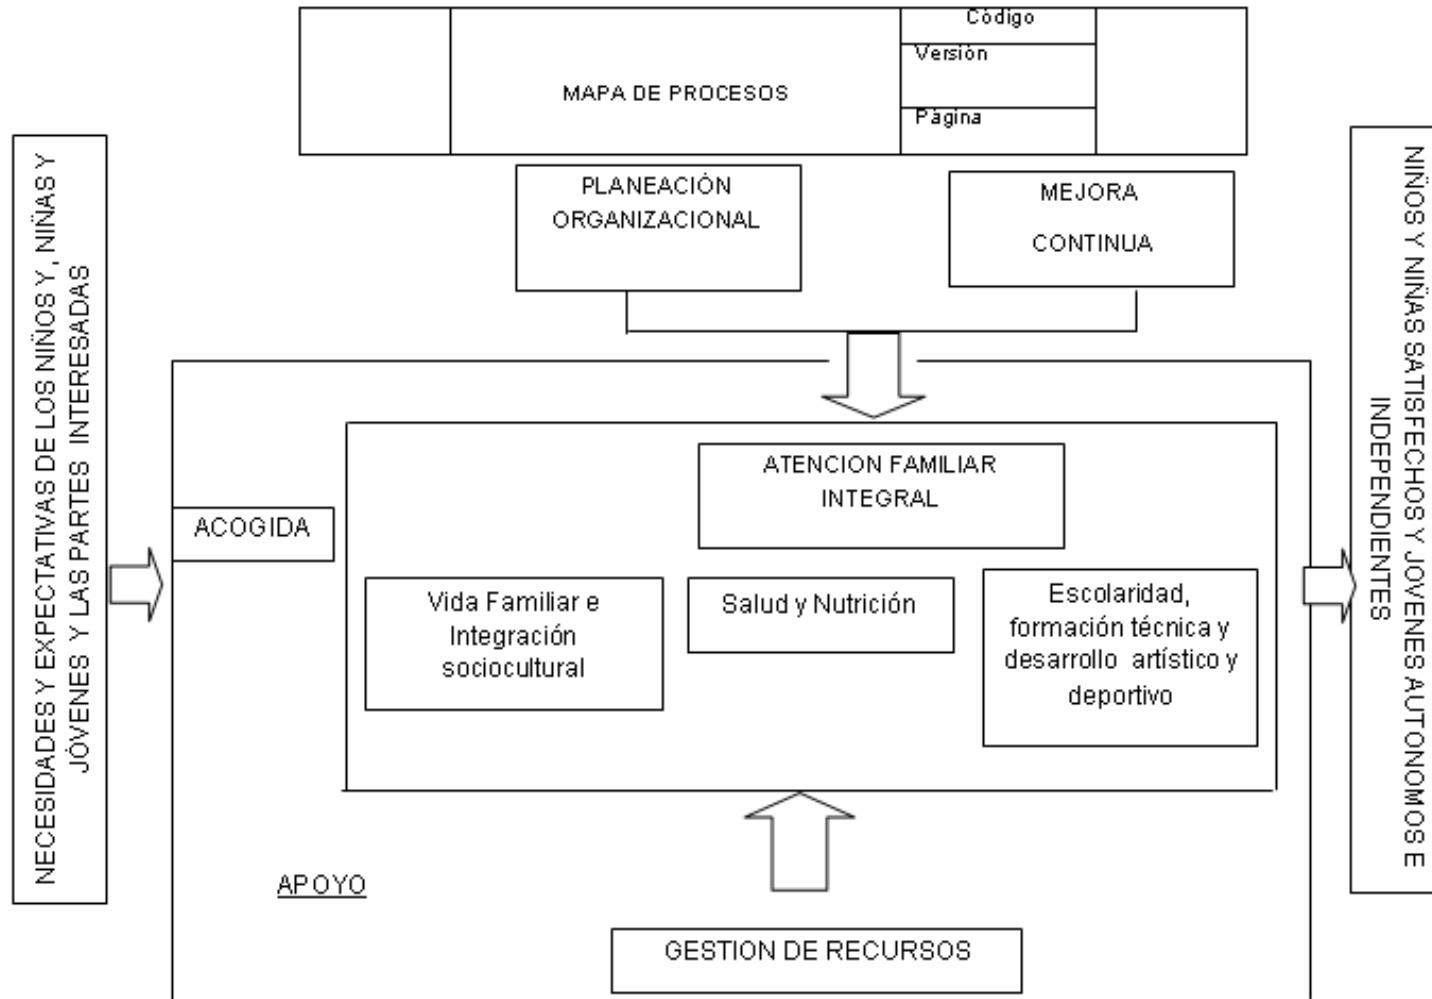 Código
Versión
MAPA DE PROCESOS
Página
PLANEACIÓN
ORGANIZACIONAL
MEJORA
CONTINUA
NECESIDADES Y EXPECTATIVAS DE LOS NIÑOS Y, NIÑAS Y
JÓVENES Y LAS PARTES INTERESADAS
ACOGIDA
ATENCION FAMILIAR
INTEGRAL
Vida Familiar e
Integración
sociocultural
Salud y Nutrición
Escolaridad,
formación técnica y
desarrollo artístico y
deportivo
APOYO
GESTION DE RECURSOS
NIÑOS Y NIÑAS SATISFECHOS Y JOVENES AUTONOMOS E
INDEPENDIENTES